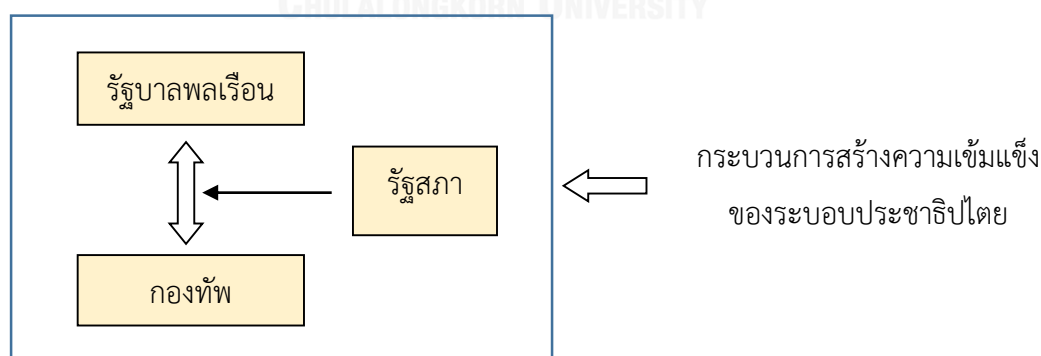 CHULALONGKORN UNIVERSITY
รัฐบาลพลเรือน
รัฐสภา
กองทัพ
กระบวนการสร้างความเข้มแข็ง
ของระบอบประชาธิปไตย